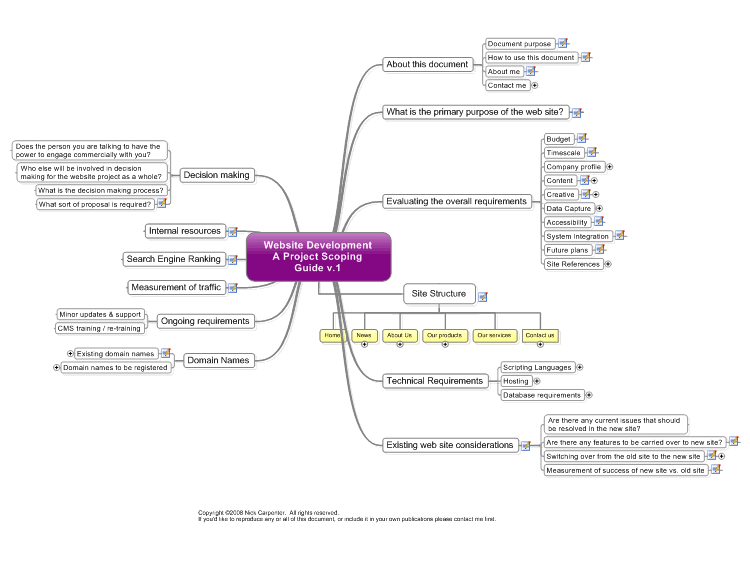 Website Development
A Project Scoping
Guide v.1
About this document
Document purpose
How to use this document
About me
Contact me
What is the primary purpose of the web site?
Evaluating the overall requirements
Budget
Timescale
Company profile
Content
Creative
Data Capture
Accessibility
System Integration
Future plans
Site References
Site Structure
Home
News
About Us
Our products
Our services
Contact us
Technical Requirements
Scripting Languages
Hosting
Database requirements
Existing web site considerations
Are there any current issues that should
be resolved in the new site?
Are there any features to be carried over to new site?
Switching over from the old site to the new site
Measurement of success of new site vs. old site
Decision making
Does the person you are talking to have the
power to engage commercially with you?
Who else will be involved in decision
making for the website project as a whole?
What is the decision making process?
What sort of proposal is required?
Internal resources
Search Engine Ranking
Measurement of traffic
Ongoing requirements
Minor updates & support
CMS training / re-training
Domain Names
Existing domain names
Domain names to be registered
Copyright ©2008 Nick Carpenter. All rights reserved.
If you'd like to reproduce any or all of this document, or include it in your own publications please contact me first.